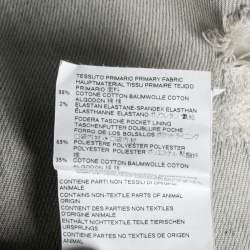 TESSUTO PRIMARIO PRIMARY FABRIC
HAUPTMATERIAL TISSU PRIMAIRE TEJIDO
PRIMARIO
98% COTONE COTTON BAUMWOLLE COTON
ALGODON
2% ELASTAN ELASTANE-SPANDEX ELASTHAN
ELASTHANNE ELASTANO
FODERA TASCHE POCKET LINING
TASCHENFUTTER DOUBLURE POCHE
FORRO DE LOS BOLSILLOS
65% POLIESTERE POLYESTER POLYESTER
POLYESTER POLIESTER
35% COTONE COTTON BAUMWOLLE COTON
ALGODON
CONTIENE PARTI NON TESSILI DI ORIGINE
ANIMALE
CONTAINS NON-TEXTILE PARTS OF ANIMAL
ORIGIN
CONTIENT DES PARTIES NON TEXTILES
D'ORIGINE ANIMALE
ENTHÄLT NICHTTEXTILE TEILE TIERISCHEN
URSPRUNGS
CONTIENE PARTES NO TEXTILES DE ORIGEN
ANIMAL